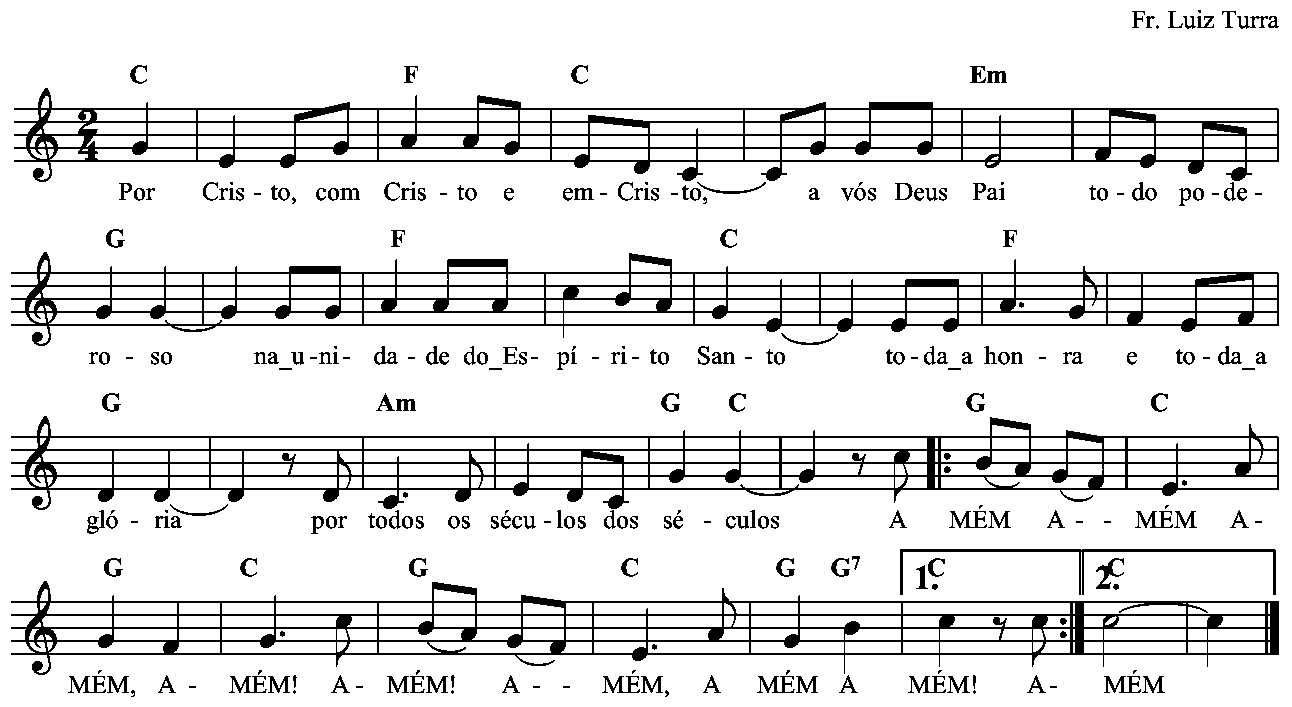 Fr. Luiz Turra
C F C Em
2
4
Por Cris - to, com Cris - to e em - Cris - to, a vós Deus Pai to - do po - de -
G F C F
ro - so na_u - ni - da - de do_Es - pí - ri - to San - to to - da_a hon - ra e to - da_a
G Am G C G C
gló - ria por todos os sécu - los dos sé - culos A MÉM A - - MÉM A -
G C G C G G7 1. C 2. C
MÉM, A - MÉM! A - MÉM! A - - MÉM, A MÉM A MÉM! A - MÉM